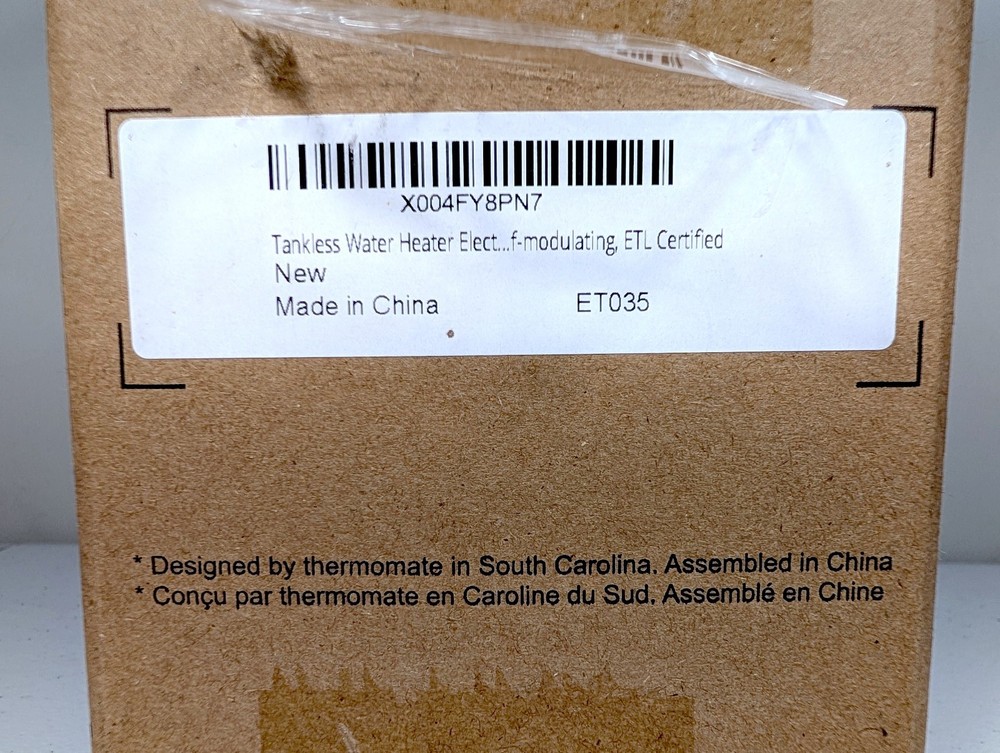 X004FY8PN7
Tankless Water Heater Elect...f-modulating, ETL Certified
New
Made in China ET035
* Designed by thermomate in South Carolina. Assembled in China
* Conçu par thermomate en Caroline du Sud. Assemblé en Chine